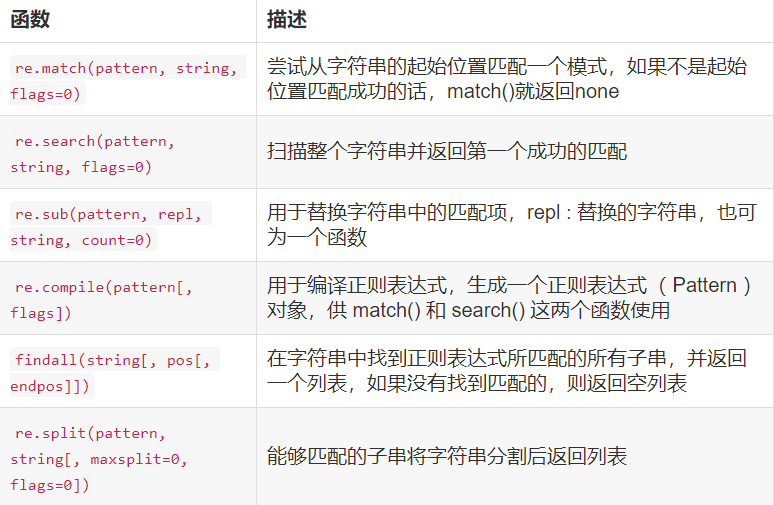 函数 描述
re.match(pattern, string, flags=0)
尝试从字符串的起始位置匹配一个模式，如果不是起始
位置匹配成功的话，match()就返回none
re.search(pattern,
string, flags=0)
扫描整个字符串并返回第一个成功的匹配
re.sub(pattern, repl,
string, count=0)
用于替换字符串中的匹配项，repl : 替换的字符串，也可
为一个函数
re.compile(pattern[,
flags])
用于编译正则表达式，生成一个正则表达式（ Pattern ）
对象，供 match() 和 search() 这两个函数使用
findall(string[, pos[,
endpos]])
在字符串中找到正则表达式所匹配的所有子串，并返回
一个列表，如果没有找到匹配的，则返回空列表
re.split(pattern,
string[, maxsplit=0,
flags=0])
能够匹配的子串将字符串分割后返回列表